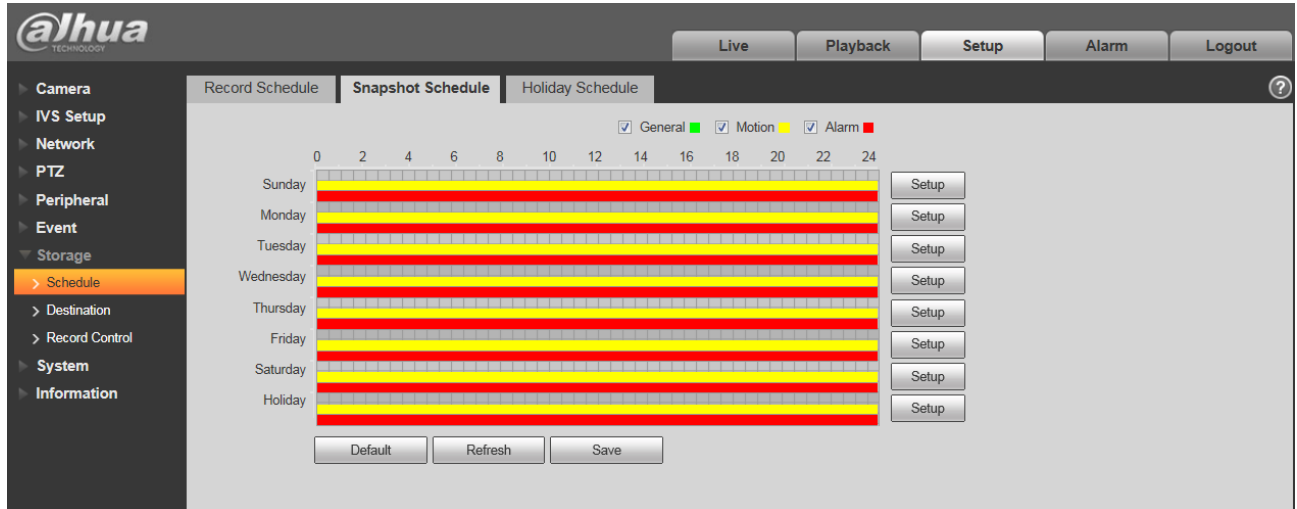 alhua
TECHNOLOGY
Live Playback Setup Alarm Logout
Camera
IVS Setup
Network
PTZ
Peripheral
Event
Storage
Schedule
Destination
Record Control
System
Information
Record Schedule Snapshot Schedule Holiday Schedule ?
General Motion Alarm
0 2 4 6 8 10 12 14 16 18 20 22 24
Sunday Setup
Monday Setup
Tuesday Setup
Wednesday Setup
Thursday Setup
Friday Setup
Saturday Setup
Holiday Setup
Default Refresh Save